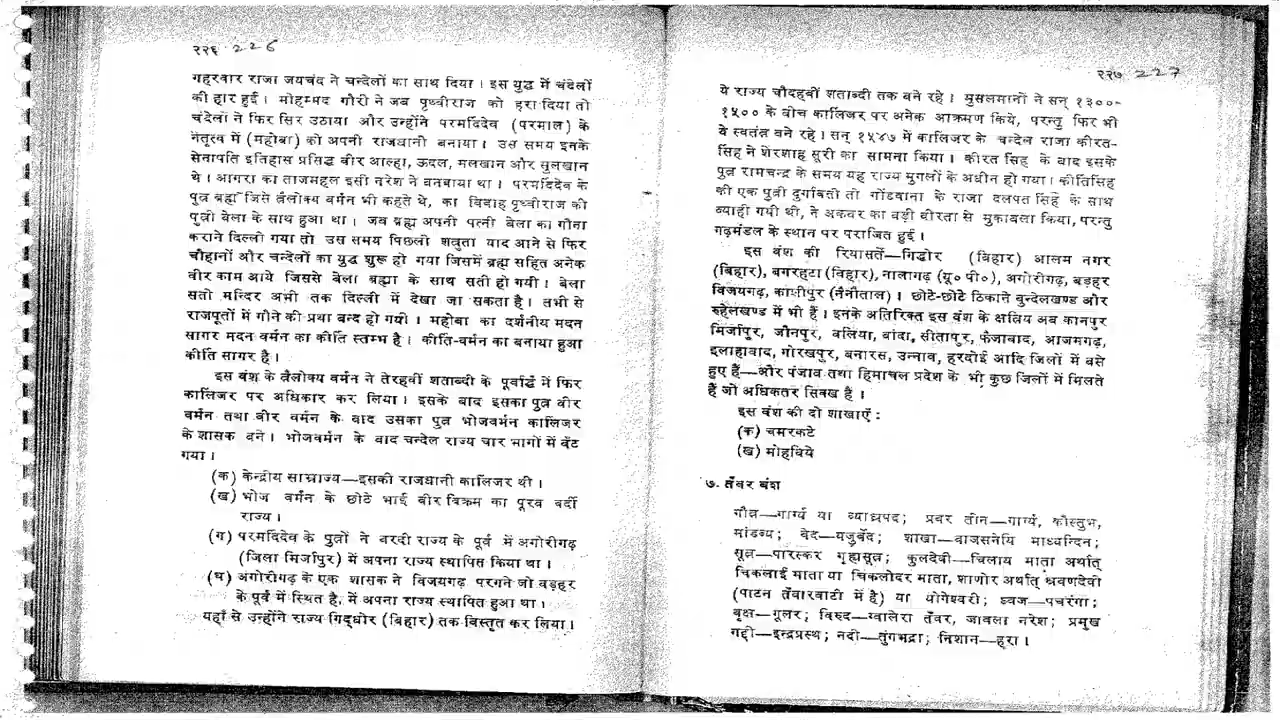 २२६ 226
गहरवार राजा जयचंद ने चन्देलों का साथ दिया । इस युद्ध में चंदेलों
की हार हुई । मोहम्मद गौरी ने जब पृथ्वीराज को हरा दिया तो
चंदेलों ने फिर सिर उठाया और उन्होंने परमर्दिदेव (परमाल) के
नेतृत्व में (महोबा) को अपनी राजधानी बनाया । उस समय इनके
सेनापति इतिहास प्रसिद्ध वीर आल्हा, ऊदल, मलखान और सुलखान
थे । आगरा का ताजमहल इसी नरेश ने बनवाया था । परमर्दिदेव के
पुत्र ब्रह्म जिसे त्रैलोक्य वर्मन भी कहते थे, का विवाह पृथ्वीराज की
पुत्री बेला के साथ हुआ था । जब ब्रह्म अपनी पत्नी बेला का गौना
कराने दिल्ली गया तो उस समय पिछली शत्रुता याद आने से फिर
चौहानों और चन्देलों का युद्ध शुरू हो गया जिसमें ब्रह्म सहित अनेक
वीर काम आये जिससे बेला ब्रह्मा के साथ सती हो गयी । बेला
सती मन्दिर अभी तक दिल्ली में देखा जा सकता है । तभी से
राजपूतों में गौने की प्रथा बन्द हो गयी । महोबा का दर्शनीय मदन
सागर मदन वर्मन का कीर्ति स्तम्भ है । कीर्ति-वर्मन का बनाया हुआ
कीर्ति सागर है ।
इस वंश के त्रैलोक्य वर्मन ने तेरहवीं शताब्दी के पूर्वार्द्ध में फिर
कालिंजर पर अधिकार कर लिया । इसके बाद इसका पुत्र वीर
वर्मन तथा वीर वर्मन के बाद उसका पुत्र भोजवर्मन कालिंजर
के शासक बने । भोजवर्मन के बाद चन्देल राज्य चार भागों में बँट
गया ।
(क) केन्द्रीय साम्राज्य—इसकी राजधानी कालिंजर थी ।
(ख) भोज वर्मन के छोटे भाई वीर विक्रम का पूरव बर्दी
राज्य ।
(ग) परमर्दिदेव के पुत्रों ने बरदी राज्य के पूर्व में अगोरीगढ़
(जिला मिर्जापुर) में अपना राज्य स्थापित किया था ।
(घ) अगोरीगढ़ के एक शासक ने विजयगढ़ परगने जो बड़हर
के पूर्व में स्थित है, में अपना राज्य स्थापित हुआ था ।
यहाँ से उन्होंने राज्य गिद्धौर (बिहार) तक विस्तृत कर लिया ।
२२७ 227
ये राज्य चौदहवीं शताब्दी तक बने रहे । मुसलमानों ने सन् १३००-
१५०० के बीच कालिंजर पर अनेक आक्रमण किये, परन्तु फिर भी
ये स्वतंत्र बने रहे । सन् १५४७ में कालिंजर के चन्देल राजा कीरत-
सिंह ने शेरशाह सूरी का सामना किया । कीरत सिंह के बाद इसके
पुत्र रामचन्द्र के समय यह राज्य मुगलों के अधीन हो गया । कीर्तिसिंह
की एक पुत्री दुर्गावती तो गोंडवाना के राजा दलपत सिंह के साथ
ब्याही गयी थी, ने अकबर का बड़ी वीरता से मुकाबला किया, परन्तु
गढ़मंडल के स्थान पर पराजित हुई ।
इस वंश की रियासतें—गिद्धोर (बिहार) आलम नगर
(बिहार), बगरहटा (बिहार), नालागढ़ (यू० पी०), अगोरीगढ़, बड़हर
विजयगढ़, काशीपुर (नैनीताल) । छोटे-छोटे ठिकाने बुन्देलखण्ड और
रुहेलखण्ड में भी हैं । इनके अतिरिक्त इस वंश के क्षत्रिय अब कानपुर
मिर्जापुर, जौनपुर, बलिया, बांदा, सीतापुर, फैजाबाद, आजमगढ़,
इलाहाबाद, गोरखपुर, बनारस, उन्नाव, हरदोई आदि जिलों में बसे
हुए हैं—और पंजाब तथा हिमाचल प्रदेश के भी कुछ जिलों में मिलते
हैं जो अधिकतर सिक्ख हैं ।
इस वंश की दो शाखाएँ :
(क) चमरकटे
(ख) मोहबिये
७. तँवर वंश
गौत्र—गार्ग्य या व्याघ्रपद; प्रवर तीन—गार्ग्य, कौस्तुभ,
मांडव्य; वेद—यजुर्वेद; शाखा—वाजसनेयि माध्यन्दिन;
सूत्र—पारस्कर गृह्यसूत्र; कुलदेवी—चिलाय माता अर्थात्
चिकलाई माता या चिकलोदर माता, शाणोर अर्थात् श्रवणदेवी
(पाटन तँवारवाटी में है) या योगेश्वरी; ध्वज—पचरंगा;
वृक्ष—गूलर; विरुद—ग्वालेरा तँवर, जावला नरेश; प्रमुख
गद्दी—इन्द्रप्रस्थ; नदी—तुंगभद्रा; निशान—हरा ।